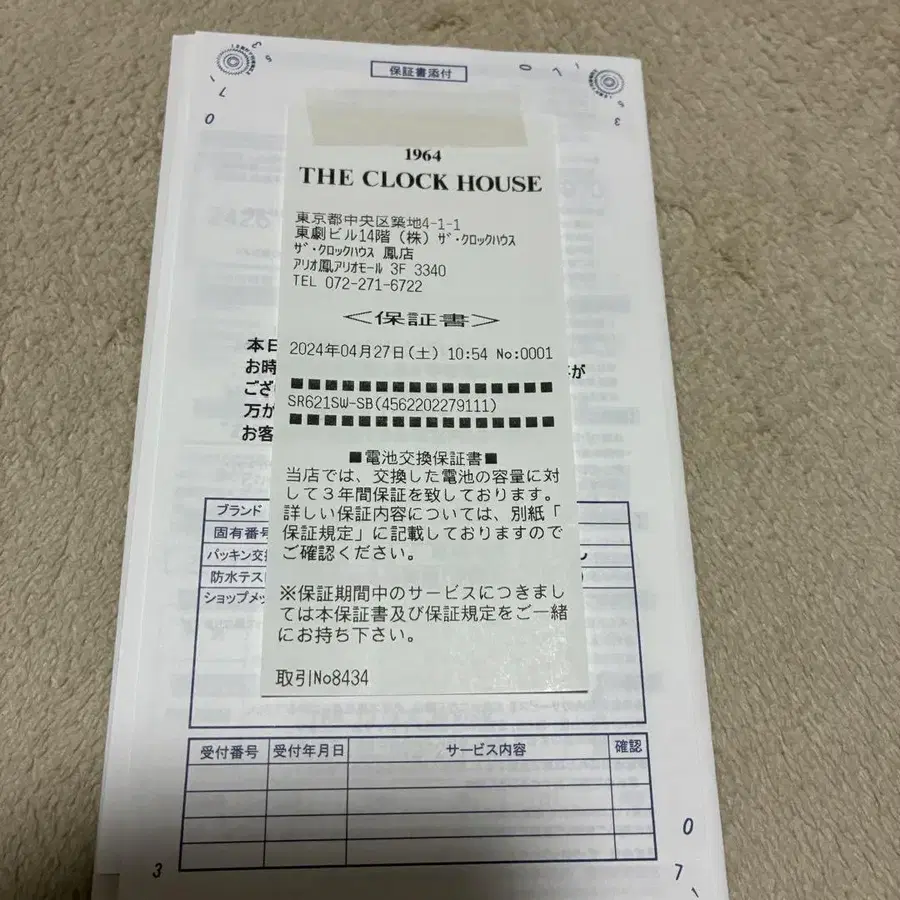 保証書添付
1964
THE CLOCK HOUSE
東京都中央区築地4-1-1
東劇ビル14階 (株) ザ・クロックハウス
ザ・クロックハウス 鳳店
アリオ鳳アリオモール 3F 3340
TEL 072-271-6722
<保証書>
2024年04月27日(土) 10:54 No:0001
■■■■■■■■■■■■■■■■■■
SR621SW-SB(4562202279111)
■■■■■■■■■■■■■■■■■■
■電池交換保証書■
当店では、交換した電池の容量に対
して3年間保証を致しております。
詳しい保証内容については、別紙「
保証規定」に記載しておりますので
ご確認ください。
※保証期間中のサービスにつきまし
ては本保証書及び保証規定をご一緒
にお持ち下さい。
取引No8434
本日
お時 が
ござ
万が
お客
ブランド
固有番号
パッキン交換
防水テス
ショップメッ
受付番号 受付年月日 サービス内容 確認